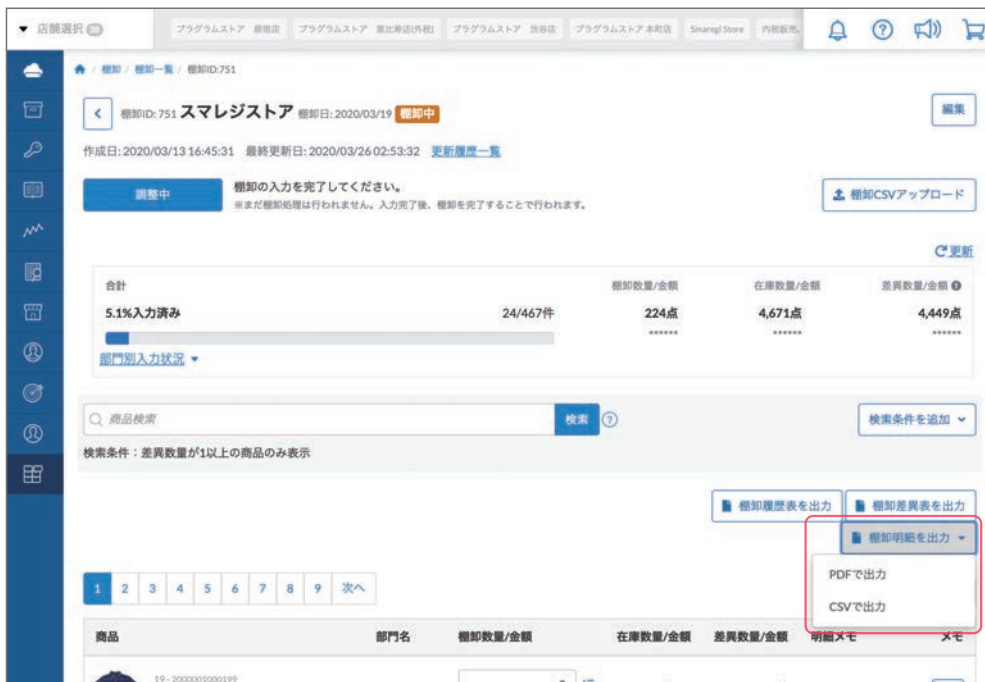 店舗選択 30 プラグラムストア 原宿店 プラグラムストア 恵比寿店(外税) プラグラムストア 渋谷店 プラグラムストア本町店 Smaregi Store 内税販売
棚卸 / 棚卸一覧 / 棚卸ID:751
棚卸ID: 751 スマレジストア 棚卸日: 2020/03/19 棚卸中 編集
作成日: 2020/03/13 16:45:31 最終更新日: 2020/03/26 02:53:32 更新履歴一覧
調整中 棚卸の入力を完了してください。 棚卸CSVアップロード
※まだ棚卸処理は行われません。入力完了後、棚卸を完了することで行われます。
更新
合計 棚卸数量/金額 在庫数量/金額 差異数量/金額
5.1%入力済み 24/467件 224点 4,671点 4,449点
****** ****** ******
部門別入力状況
商品検索 検索 検索条件を追加
検索条件:差異数量が1以上の商品のみ表示
棚卸履歴表を出力 棚卸差異表を出力
棚卸明細を出力
PDFで出力
CSVで出力
1 2 3 4 5 6 7 8 9 次へ
商品 部門名 棚卸数量/金額 在庫数量/金額 差異数量/金額 明細メモ メモ
19 - 2000001000199